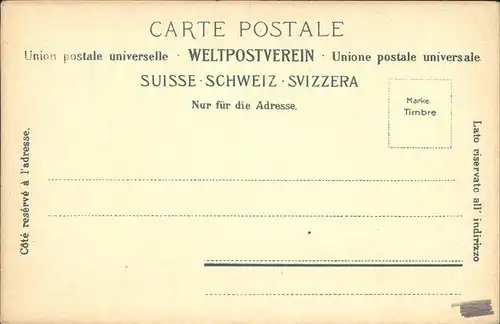 CARTE POSTALE
Union postale universelle · WELTPOSTVEREIN · Unione postale universale
SUISSE · SCHWEIZ · SVIZZERA
Nur für die Adresse.
Marke.
Timbre
Côté resérvé à l'adresse.
Lato riservato all' indirizzo